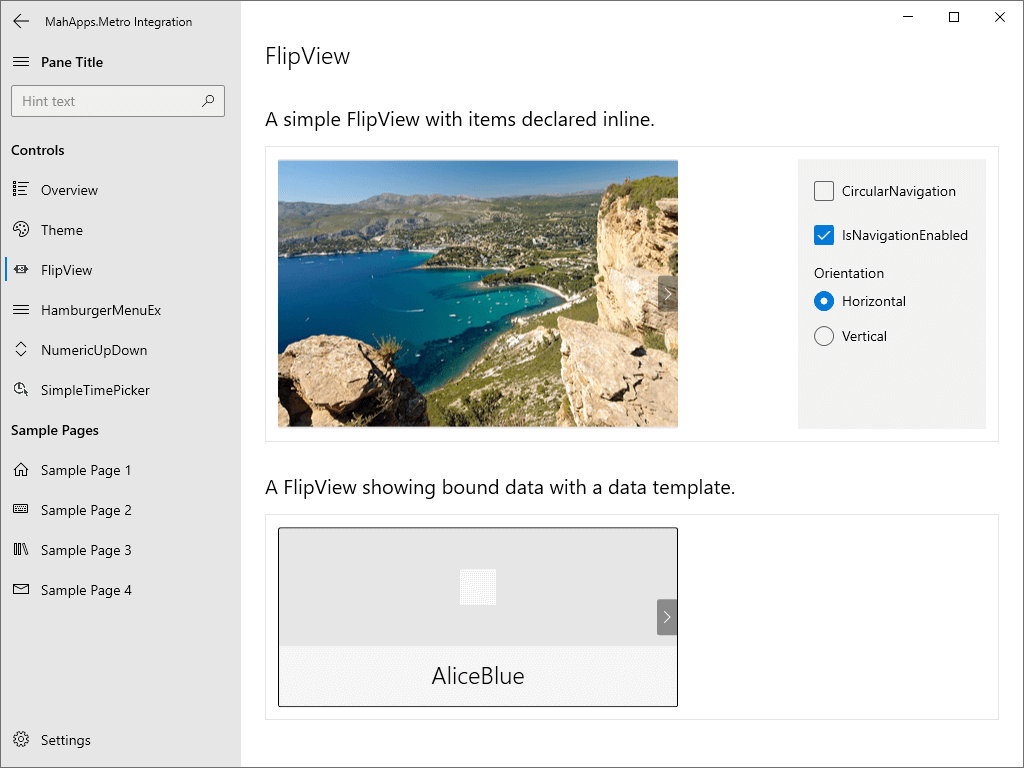 MahApps.Metro Integration
Pane Title
Hint text
Controls
Overview
Theme
FlipView
HamburgerMenuEx
NumericUpDown
SimpleTimePicker
Sample Pages
Sample Page 1
Sample Page 2
Sample Page 3
Sample Page 4
Settings
FlipView
A simple FlipView with items declared inline.
CircularNavigation
IsNavigationEnabled
Orientation
Horizontal
Vertical
A FlipView showing bound data with a data template.
AliceBlue